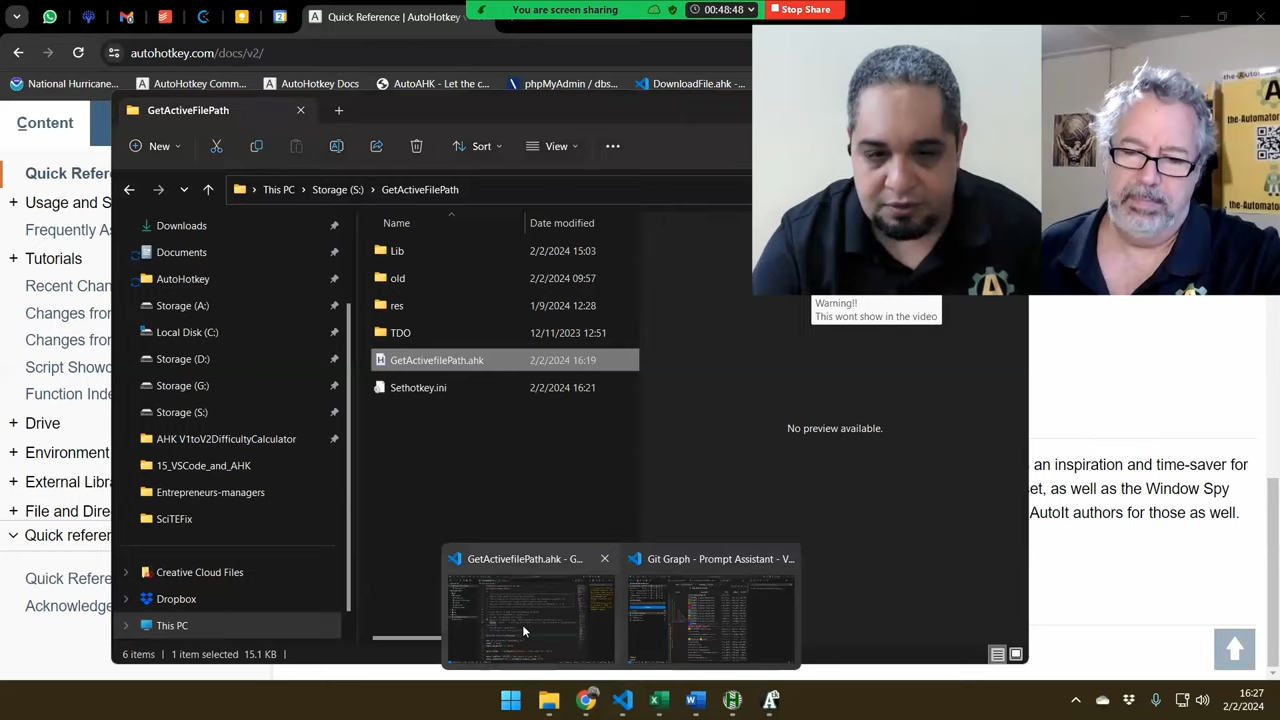 You are screen sharing
00:48:48
Stop Share
autohotkey.com/docs/v2/
National Hurricane...
AutoHotkey Comm...
AutoHotkey Docs
AutoAHK - Let the c...
phpMyAdmin / dbs...
DownloadFile.ahk -...
Content
GetActiveFilePath
New
Sort
View
This PC
Storage (S:)
GetActiveFilePath
Quick Refe
+ Usage and S
Frequently As
+ Tutorials
Recent Chan
Changes from
Changes from
Script Showc
Function Inde
+ Drive
+ Environment
+ External Libra
+ File and Dire
Quick referen
Quick Refere
Acknowledge
Downloads
Documents
AutoHotkey
Storage (A:)
Local Disk (C:)
Storage (D:)
Storage (G:)
Storage (S:)
AHK V1toV2DifficultyCalculator
15_VSCode_and_AHK
Entrepreneurs-managers
SciTEFix
Creative Cloud Files
Dropbox
This PC
Name
Date modified
Lib
2/2/2024 15:03
old
2/2/2024 09:57
res
1/9/2024 12:28
TDO
12/11/2023 12:51
GetActivefilePath.ahk
2/2/2024 16:19
Sethotkey.ini
2/2/2024 16:21
6 items
1 item selected 15.1 KB
Warning!!
This wont show in the video
No preview available.
an inspiration and time-saver for
et, as well as the Window Spy
AutoIt authors for those as well.
GetActivefilePath.ahk - G...
Git Graph - Prompt Assistant - V...
the-Automator
16:27
2/2/2024